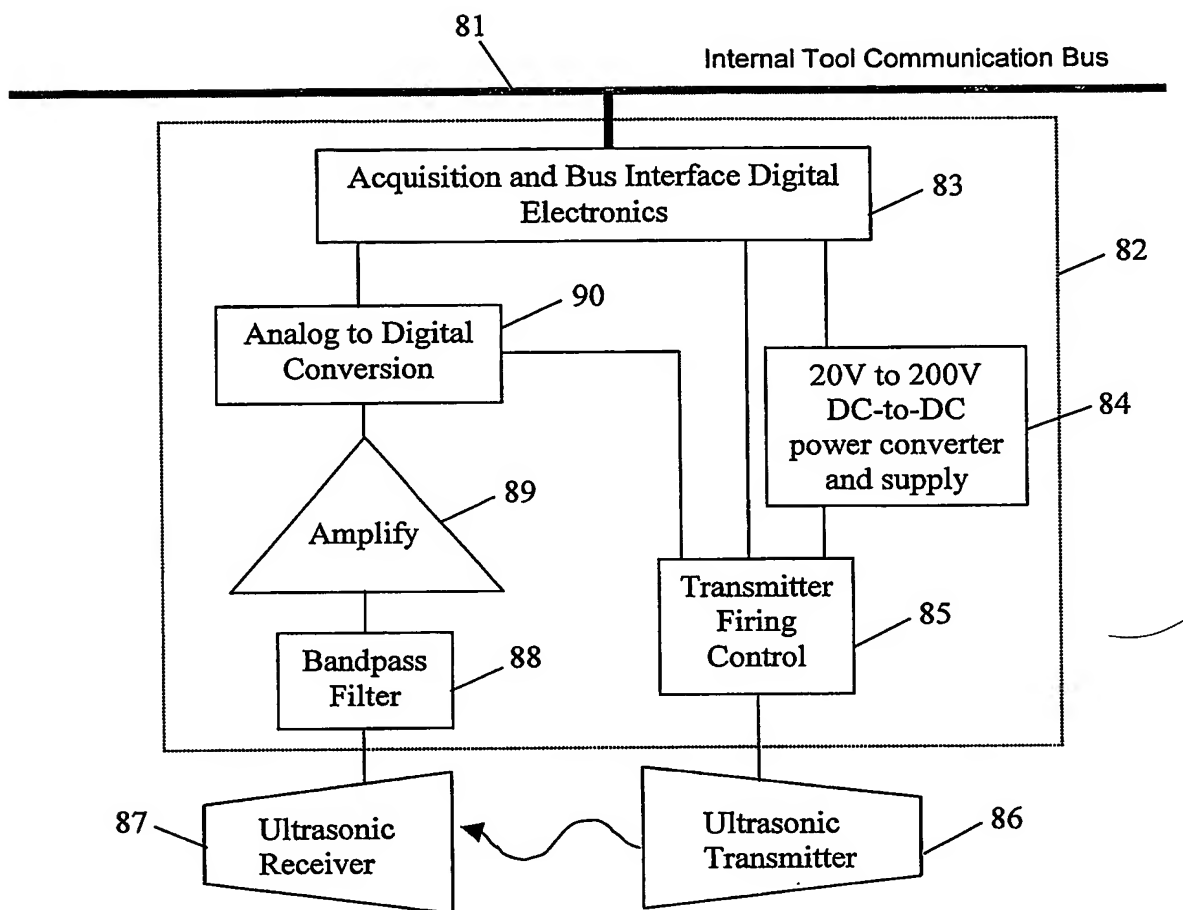 81
Internal Tool Communication Bus
Acquisition and Bus Interface Digital
Electronics
83
82
90
Analog to Digital
Conversion
20V to 200V
DC-to-DC
power converter
and supply
84
89
Amplify
Transmitter
Firing
Control
85
Bandpass
Filter
88
87
Ultrasonic
Receiver
Ultrasonic
Transmitter
86